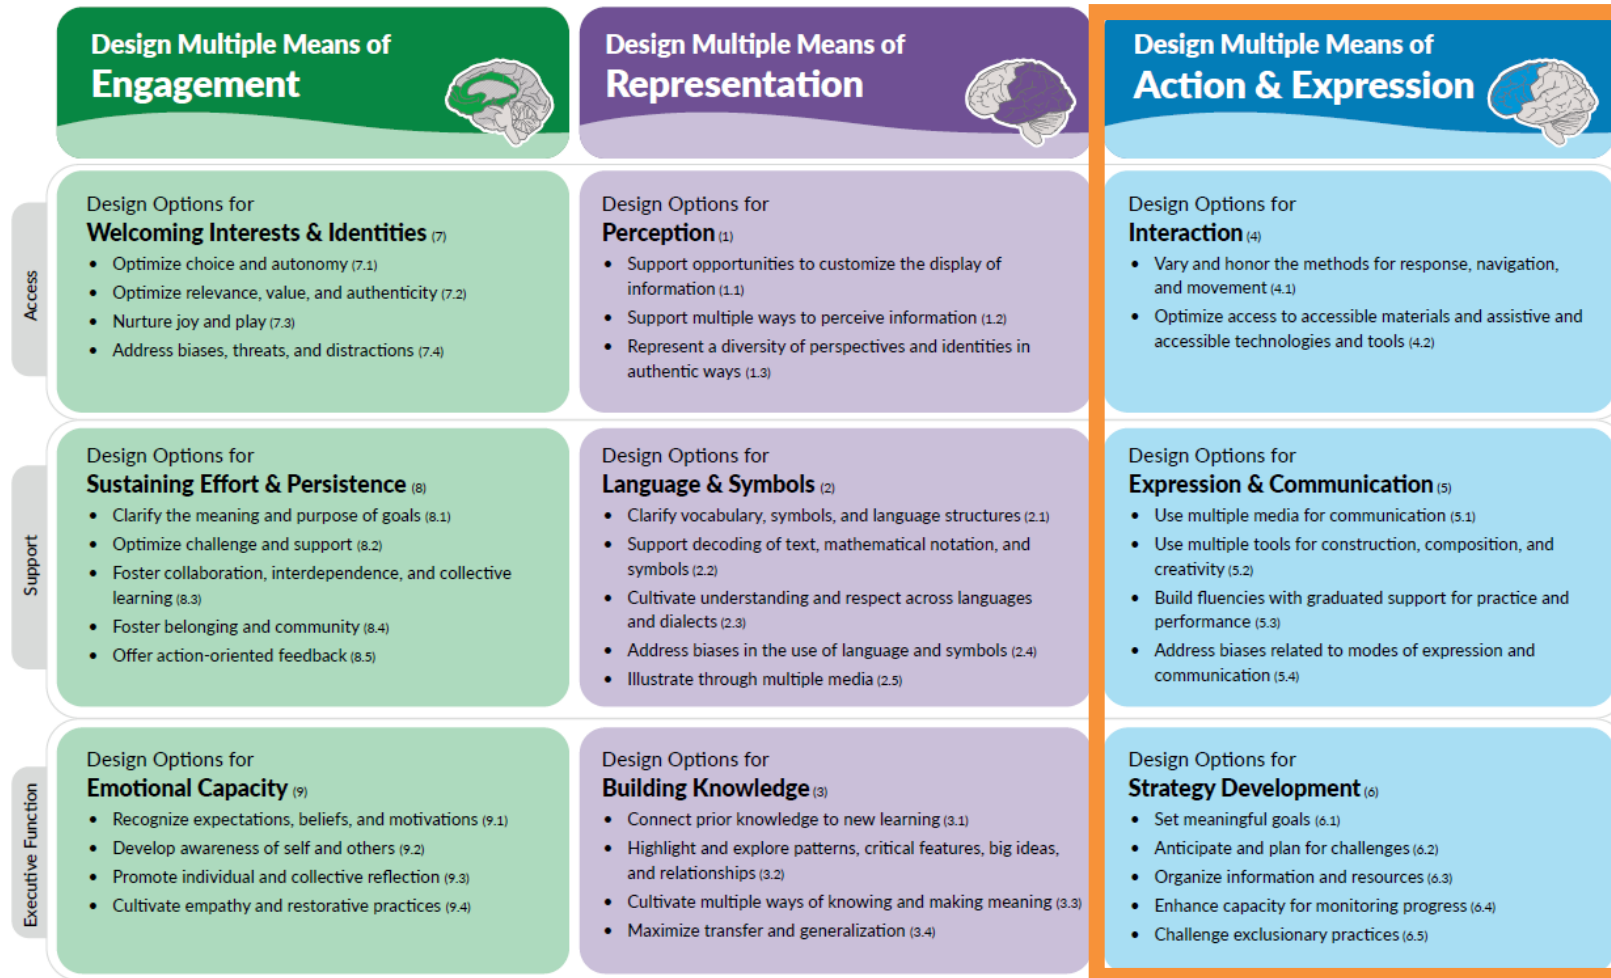 Design Multiple Means of
Engagement
Design Multiple Means of
Representation
Design Multiple Means of
Action & Expression
Access
Design Options for
Welcoming Interests & Identities (7)
• Optimize choice and autonomy (7.1)
• Optimize relevance, value, and authenticity (7.2)
• Nurture joy and play (7.3)
• Address biases, threats, and distractions (7.4)
Design Options for
Perception (1)
• Support opportunities to customize the display of
information (1.1)
• Support multiple ways to perceive information (1.2)
• Represent a diversity of perspectives and identities in
authentic ways (1.3)
Design Options for
Interaction (4)
• Vary and honor the methods for response, navigation,
and movement (4.1)
• Optimize access to accessible materials and assistive and
accessible technologies and tools (4.2)
Support
Design Options for
Sustaining Effort & Persistence (8)
• Clarify the meaning and purpose of goals (8.1)
• Optimize challenge and support (8.2)
• Foster collaboration, interdependence, and collective
learning (8.3)
• Foster belonging and community (8.4)
• Offer action-oriented feedback (8.5)
Design Options for
Language & Symbols (2)
• Clarify vocabulary, symbols, and language structures (2.1)
• Support decoding of text, mathematical notation, and
symbols (2.2)
• Cultivate understanding and respect across languages
and dialects (2.3)
• Address biases in the use of language and symbols (2.4)
• Illustrate through multiple media (2.5)
Design Options for
Expression & Communication (5)
• Use multiple media for communication (5.1)
• Use multiple tools for construction, composition, and
creativity (5.2)
• Build fluencies with graduated support for practice and
performance (5.3)
• Address biases related to modes of expression and
communication (5.4)
Executive Function
Design Options for
Emotional Capacity (9)
• Recognize expectations, beliefs, and motivations (9.1)
• Develop awareness of self and others (9.2)
• Promote individual and collective reflection (9.3)
• Cultivate empathy and restorative practices (9.4)
Design Options for
Building Knowledge (3)
• Connect prior knowledge to new learning (3.1)
• Highlight and explore patterns, critical features, big ideas,
and relationships (3.2)
• Cultivate multiple ways of knowing and making meaning (3.3)
• Maximize transfer and generalization (3.4)
Design Options for
Strategy Development (6)
• Set meaningful goals (6.1)
• Anticipate and plan for challenges (6.2)
• Organize information and resources (6.3)
• Enhance capacity for monitoring progress (6.4)
• Challenge exclusionary practices (6.5)